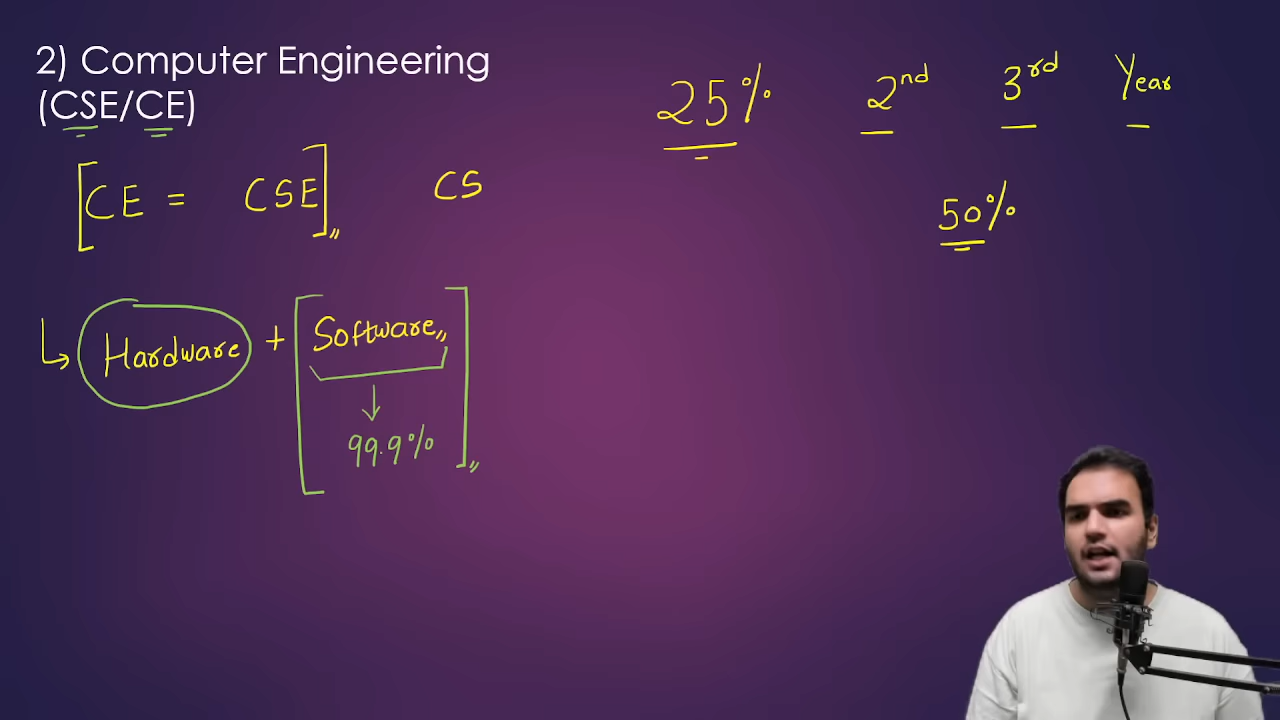 2) Computer Engineering
(CSE/CE)
25% 2nd 3rd Year
[CE = CSE] CS
50%
Hardware + [Software
99.9%]